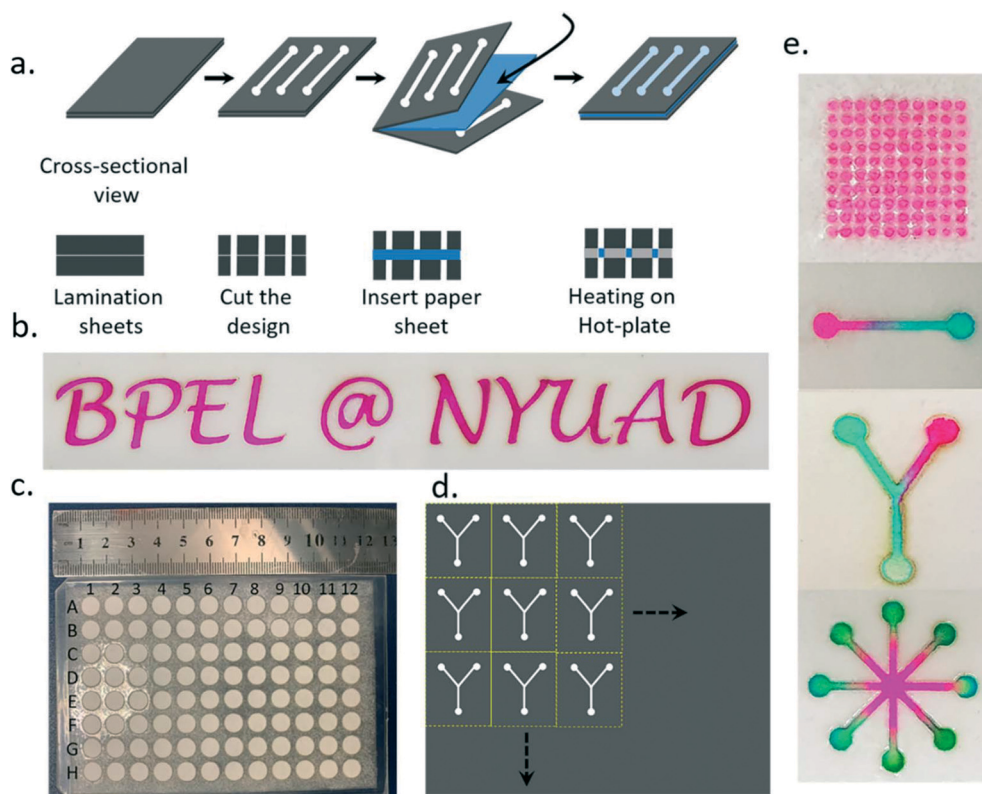 a.
Cross-sectional
view
Lamination
sheets
Cut the
design
Insert paper
sheet
Heating on
Hot-plate
b.
BPEL @ NYUAD
c.
1 2 3 4 5 6 7 8 9 10 11 12 13
1 2 3 4 5 6 7 8 9 10 11 12
A
B
C
D
E
F
G
H
d.
e.